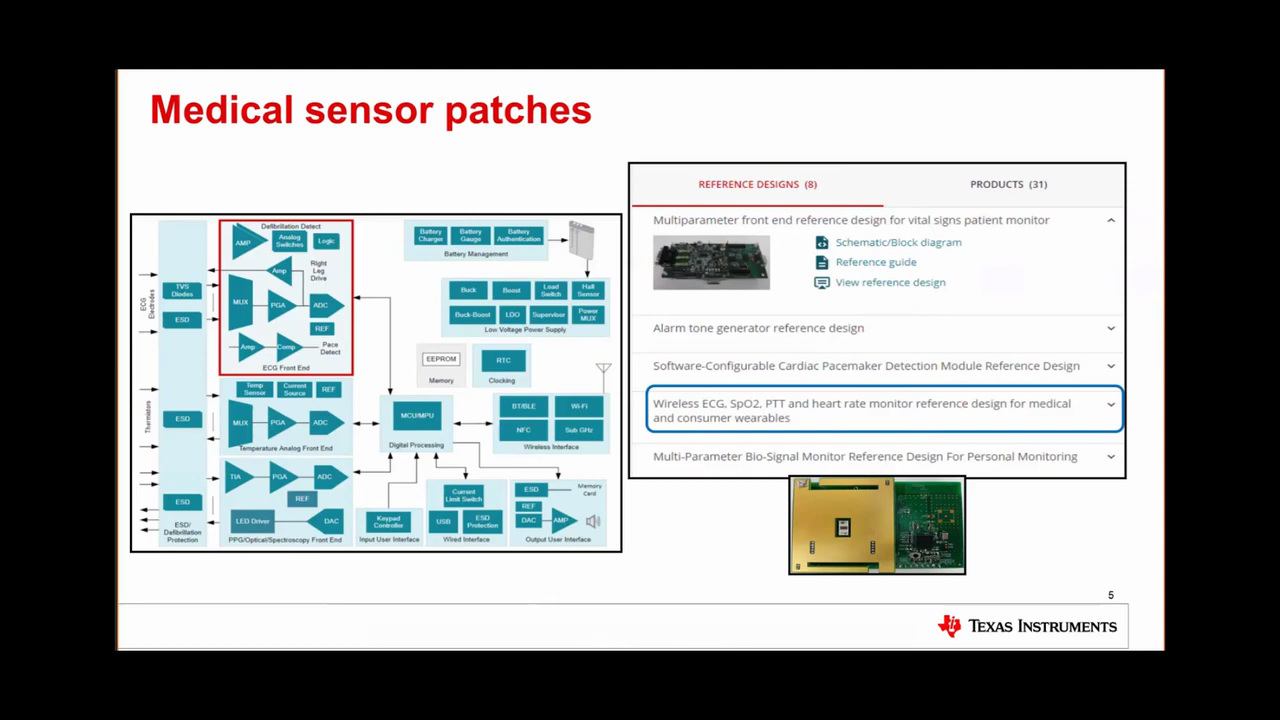 Medical sensor patches
Defibrillation Detect
AMP
Analog
Switches
Logic
Amp
Right
Leg
Drive
ECG
Electrodes
TVS
Diodes
ESD
MUX
PGA
ADC
REF
Amp
Comp
Pace
Detect
ECG Front End
Thermistors
ESD
Temp
Sensor
Current
Source
REF
MUX
PGA
ADC
Temperature Analog Front End
TIA
PGA
ADC
REF
ESD
LED Driver
DAC
ESD/
Defibrillation
Protection
PPG/Optical/Spectroscopy Front End
Battery
Charger
Battery
Gauge
Battery
Authentication
Battery Management
Buck
Boost
Load
Switch
Hall
Sensor
Buck-Boost
LDO
Supervisor
Power
MUX
Low Voltage Power Supply
EEPROM
Memory
RTC
Clocking
MCU/MPU
Digital Processing
BT/BLE
Wi-Fi
NFC
Sub GHz
Wireless Interface
Keypad
Controller
Input User Interface
Current
Limit Switch
USB
ESD
Protection
Wired Interface
ESD
Memory
Card
REF
DAC
AMP
Output User Interface
REFERENCE DESIGNS (8)
PRODUCTS (31)
Multiparameter front end reference design for vital signs patient monitor
Schematic/Block diagram
Reference guide
View reference design
Alarm tone generator reference design
Software-Configurable Cardiac Pacemaker Detection Module Reference Design
Wireless ECG, SpO2, PTT and heart rate monitor reference design for medical
and consumer wearables
Multi-Parameter Bio-Signal Monitor Reference Design For Personal Monitoring
5
TEXAS INSTRUMENTS